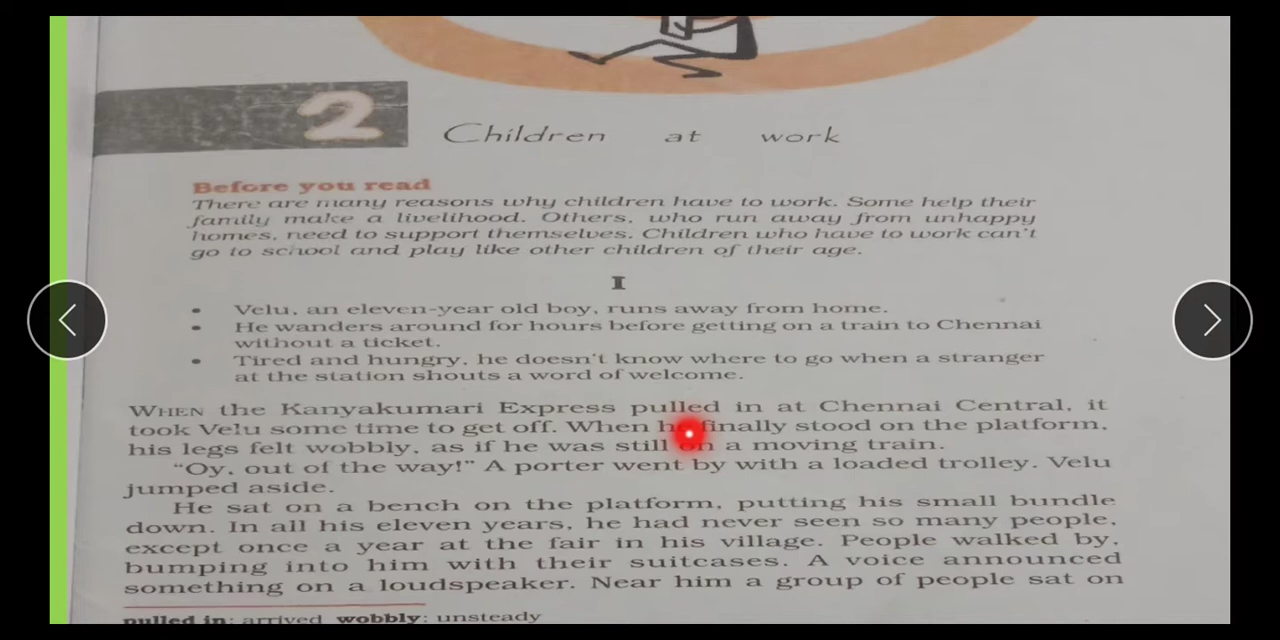 2
Children at work
Before you read
There are many reasons why children have to work. Some help their
family make a livelihood. Others, who run away from unhappy
homes, need to support themselves. Children who have to work can't
go to school and play like other children of their age.
I
• Velu, an eleven-year old boy, runs away from home.
• He wanders around for hours before getting on a train to Chennai
without a ticket.
• Tired and hungry, he doesn't know where to go when a stranger
at the station shouts a word of welcome.
WHEN the Kanyakumari Express pulled in at Chennai Central, it
took Velu some time to get off. When he finally stood on the platform,
his legs felt wobbly, as if he was still on a moving train.
"Oy, out of the way!" A porter went by with a loaded trolley. Velu
jumped aside.
He sat on a bench on the platform, putting his small bundle
down. In all his eleven years, he had never seen so many people,
except once a year at the fair in his village. People walked by,
bumping into him with their suitcases. A voice announced
something on a loudspeaker. Near him a group of people sat on
pulled in: arrived wobbly: unsteady